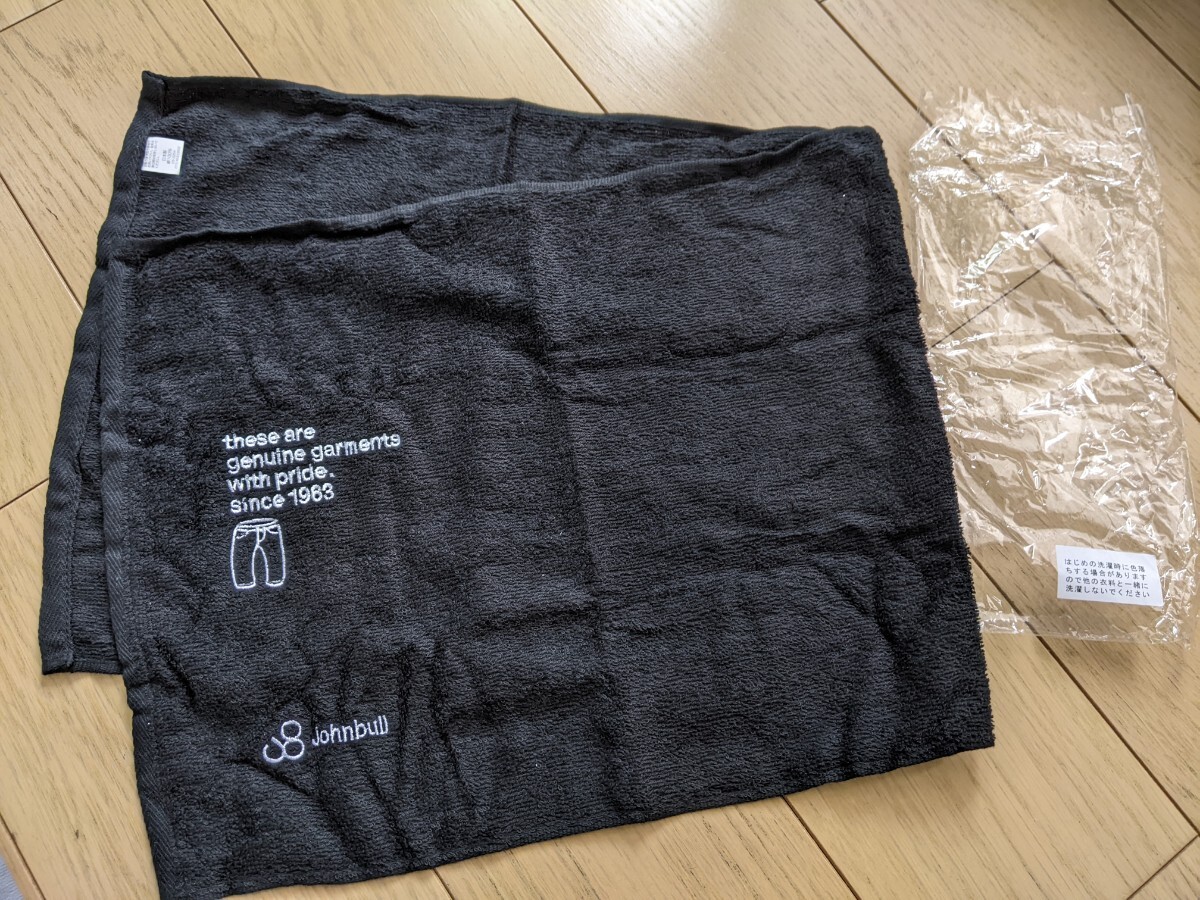 these are
genuine garments
with pride.
since 1963
johnbull
はじめの洗濯時に色落
ちする場合があります
ので他の衣料と一緒に
洗濯しないでください